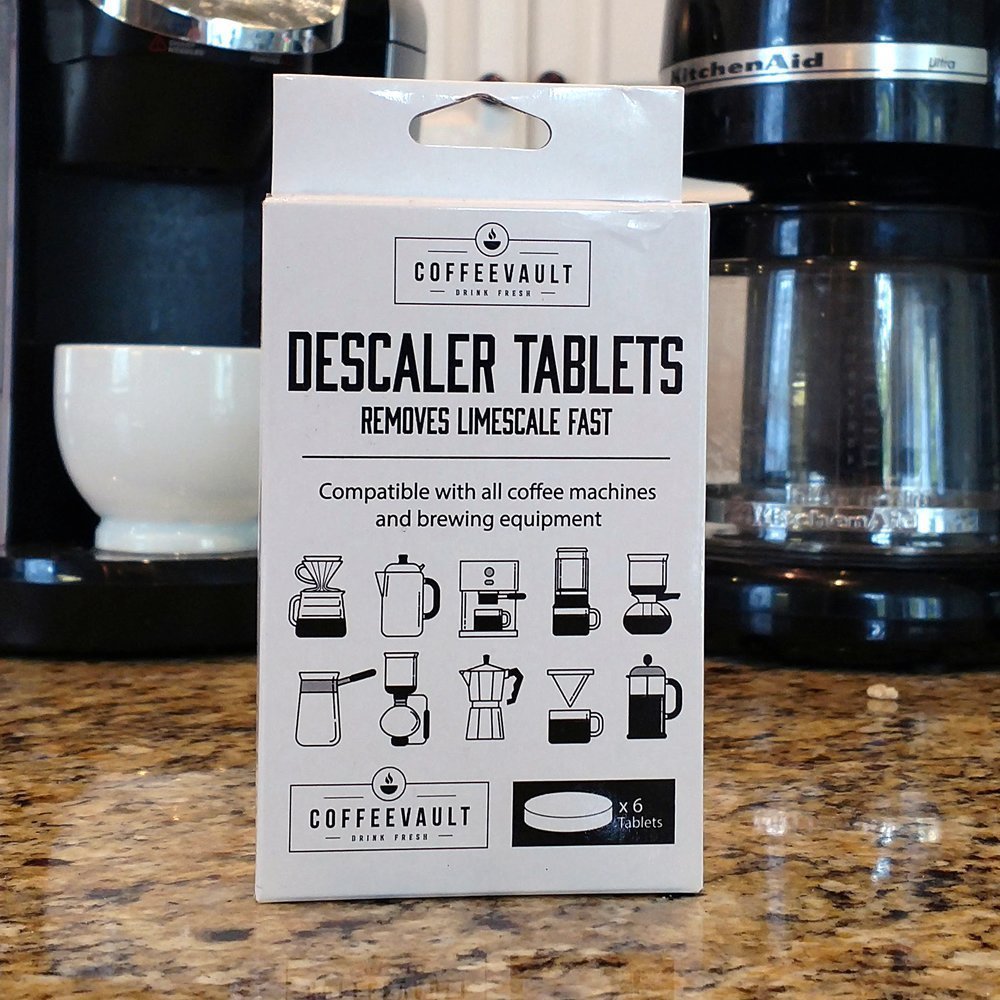 KitchenAid
ultra
COFFEEVAULT
DRINK FRESH
DESCALER TABLETS
REMOVES LIMESCALE FAST
Compatible with all coffee machines
and brewing equipment
KitchenAid
COFFEEVAULT
DRINK FRESH
x 6
Tablets